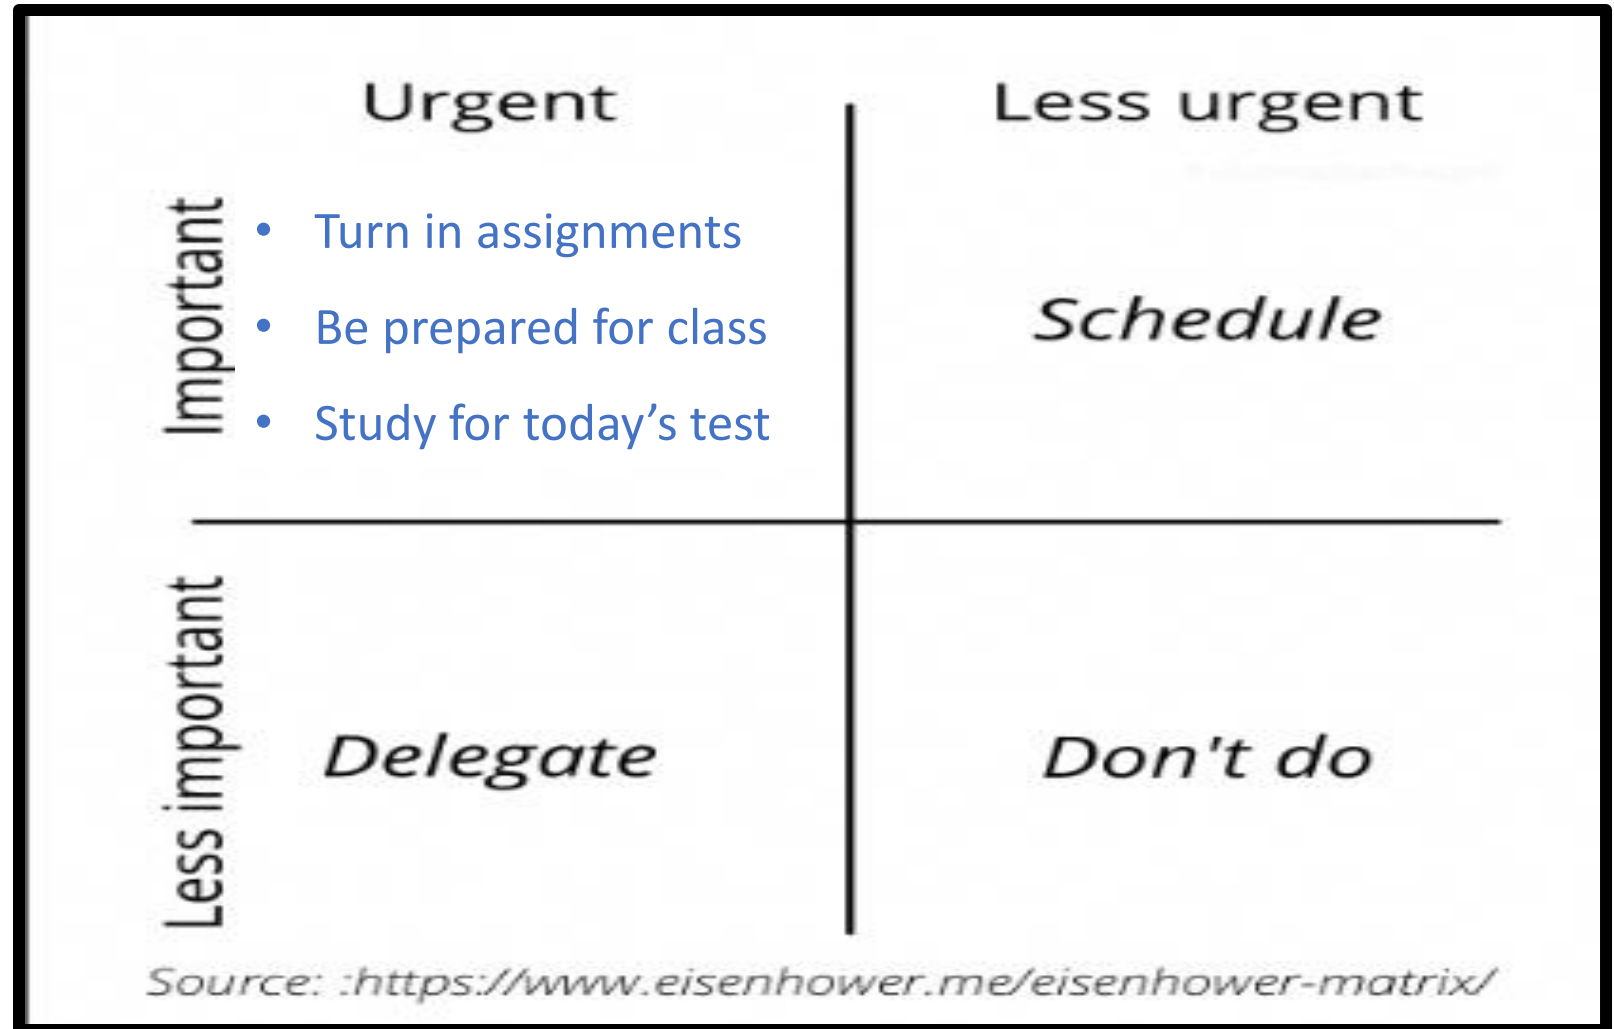 Urgent
Less urgent
Important
• Turn in assignments
• Be prepared for class
• Study for today’s test
Schedule
Less important
Delegate
Don't do
Source: :https://www.eisenhower.me/eisenhower-matrix/